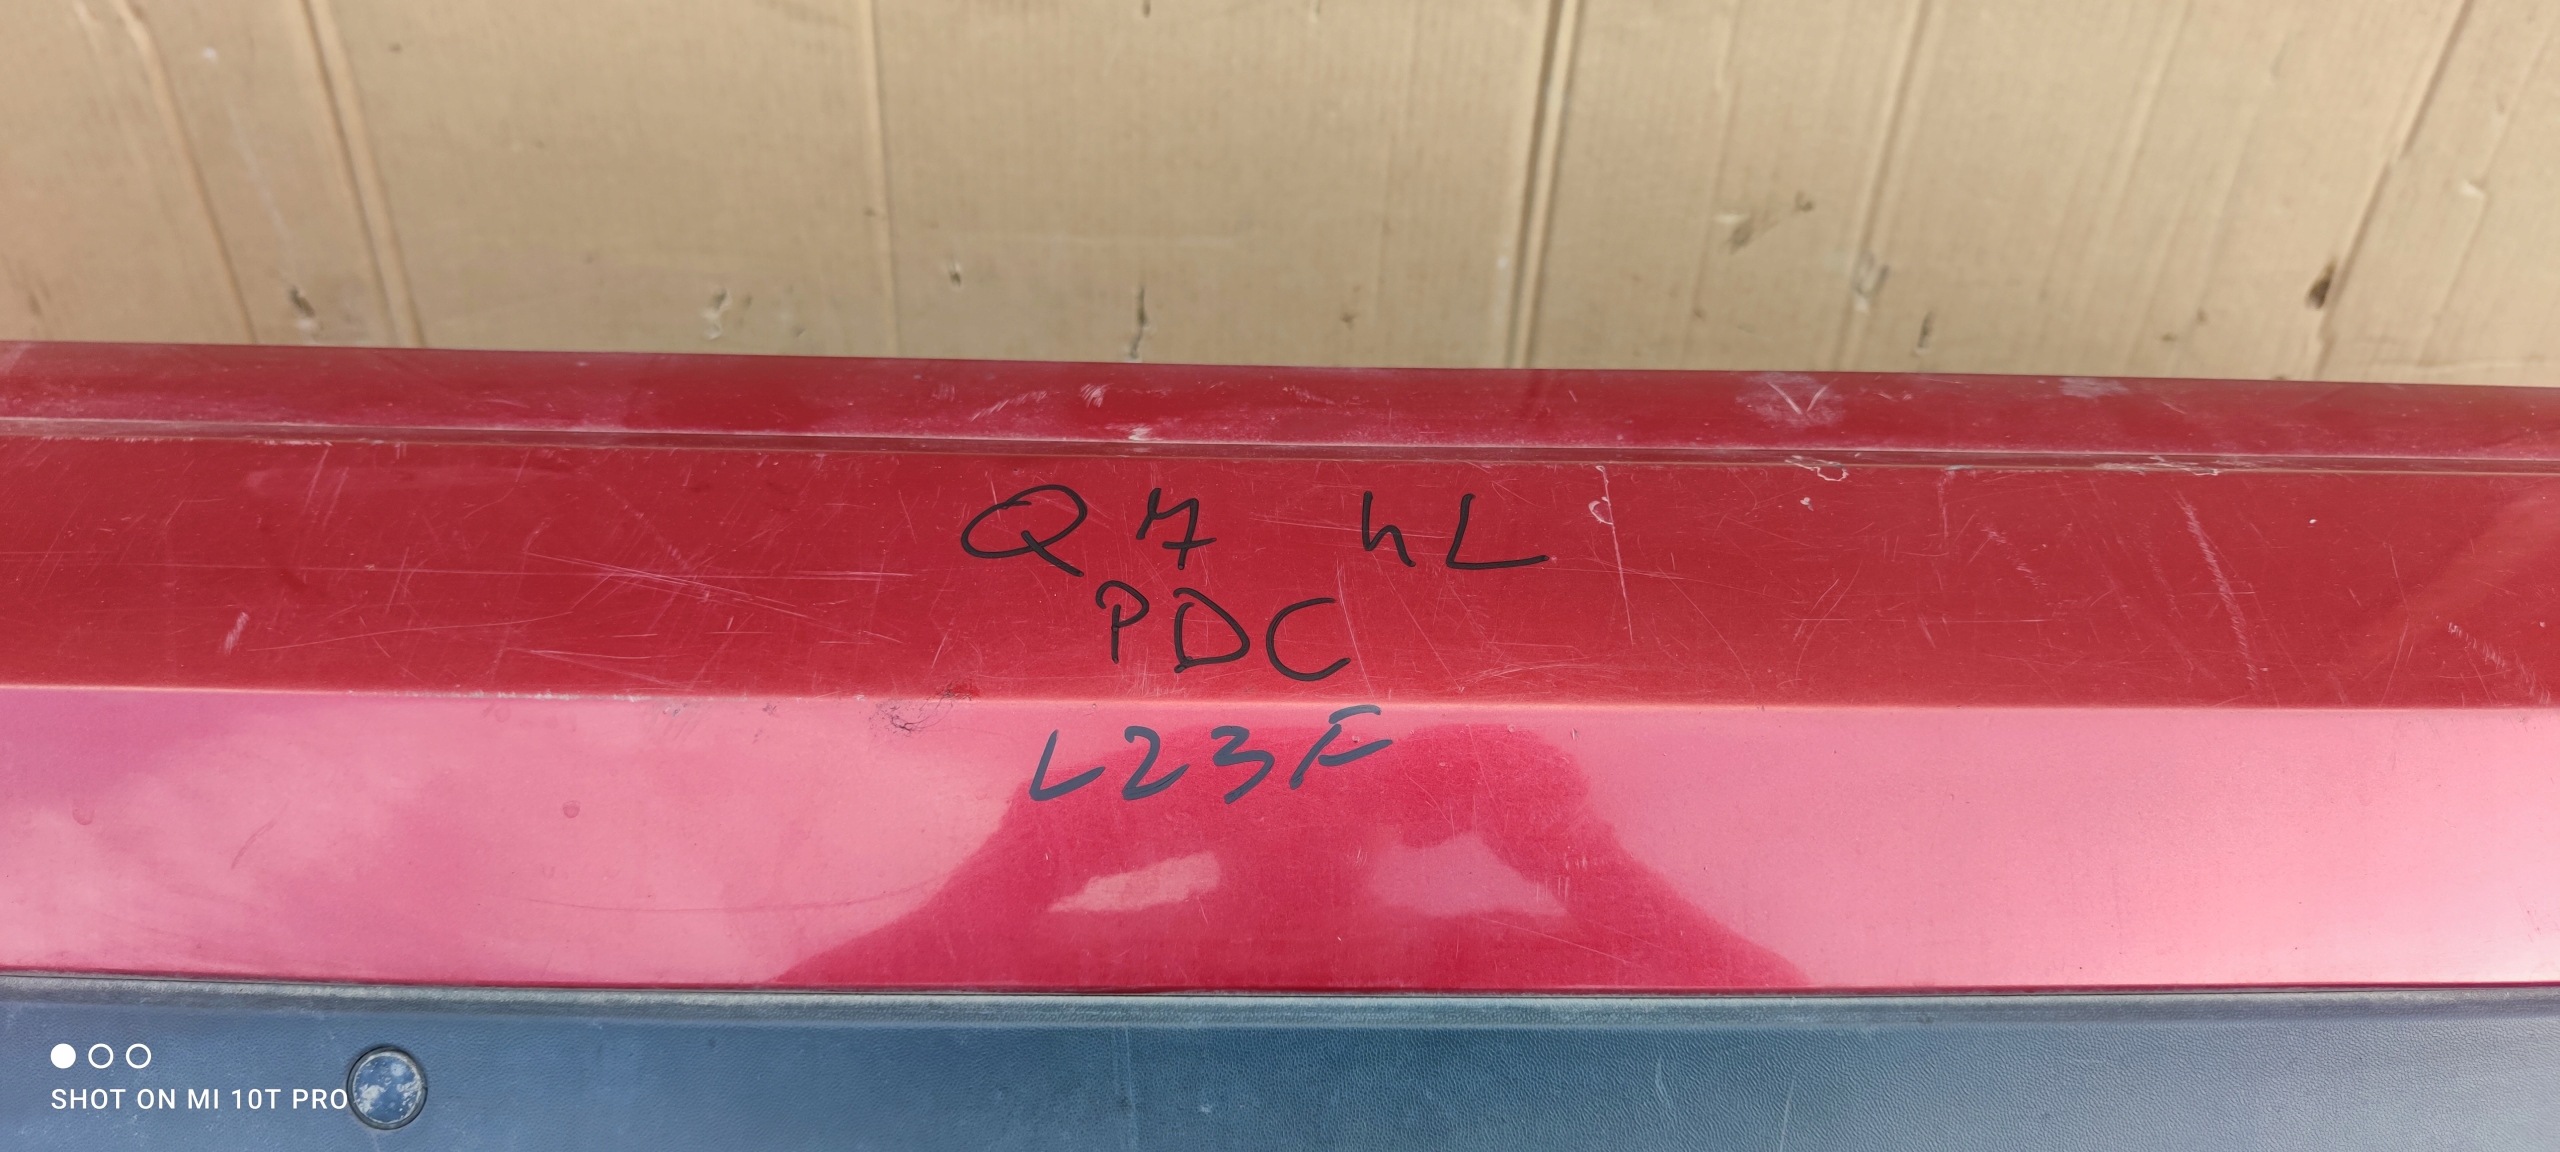 Q7 4L
PDC
L23F
SHOT ON MI 10T PRO